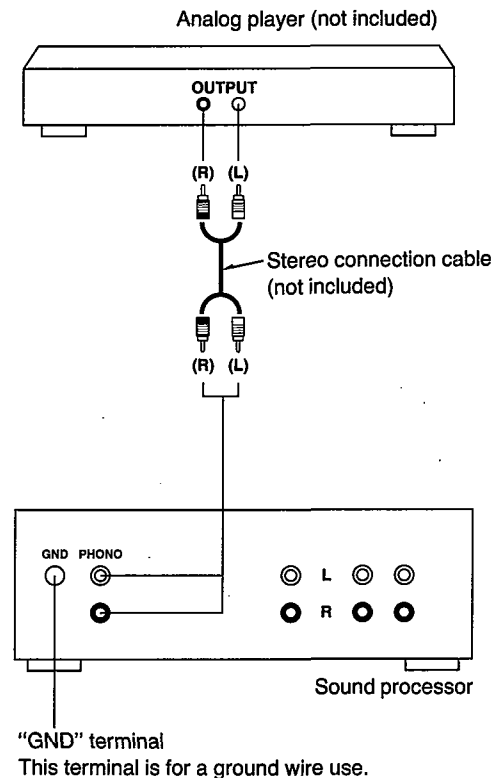 Analog player (not included)
OUTPUT
(R) (L)
Stereo connection cable
(not included)
(R) (L)
GND PHONO
L
R
Sound processor
“GND” terminal
This terminal is for a ground wire use.